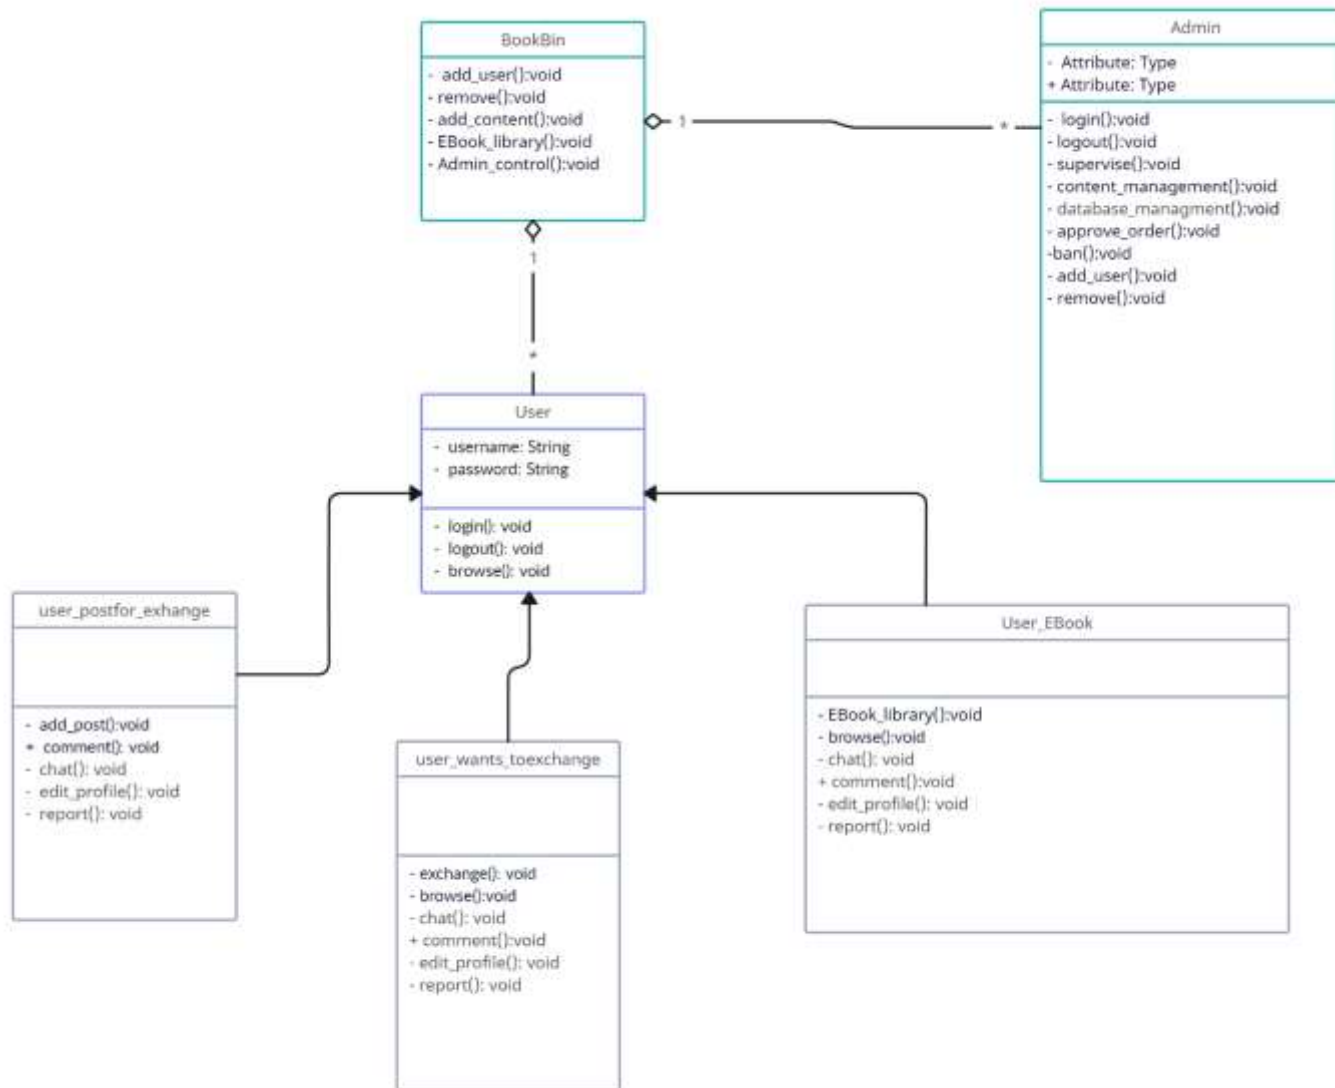 BookBin
- add_user():void
- remove():void
- add_content():void
- EBook_library():void
- Admin_control():void
1
*
Admin
- Attribute: Type
+ Attribute: Type
- login():void
- logout():void
- supervise():void
- content_management():void
- database_managment():void
- approve_order():void
-ban():void
- add_user():void
- remove():void
1
*
User
- username: String
- password: String
- login(): void
- logout(): void
- browse(): void
user_postfor_exhange
- add_post():void
+ comment(): void
- chat(): void
- edit_profile(): void
- report(): void
user_wants_toexchange
- exchange(): void
- browse():void
- chat(): void
+ comment():void
- edit_profile(): void
- report(): void
User_EBook
- EBook_library():void
- browse():void
- chat(): void
+ comment():void
- edit_profile(): void
- report(): void